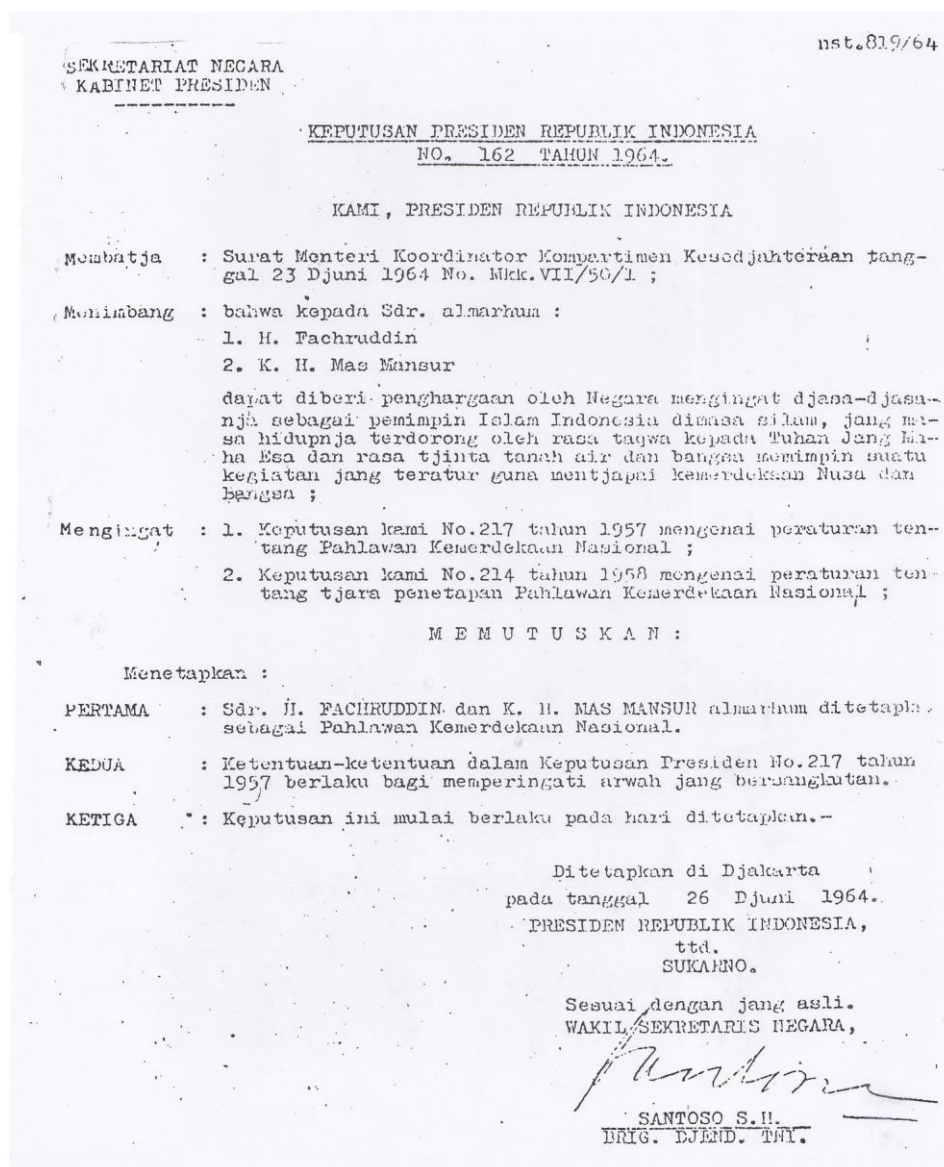 nst.819/64
SEKRETARIAT NEGARA
KABINET PRESIDEN
----------
KEPUTUSAN PRESIDEN REPUBLIK INDONESIA
NO. 162 TAHUN 1964.
KAMI, PRESIDEN REPUBLIK INDONESIA
Membatja : Surat Menteri Koordinator Kompartimen Kesedjahteraan tang-
gal 23 Djuni 1964 No. Mkk.VII/50/1 ;
Menimbang : bahwa kepada Sdr. almarhum :
1. H. Fachruddin
2. K. H. Mas Mansur
dapat diberi penghargaan oleh Negara mengingat djasa-djasa-
nja sebagai pemimpin Islam Indonesia dimasa silam, jang ma-
sa hidupnja terdorong oleh rasa taqwa kepada Tuhan Jang Ma-
ha Esa dan rasa tjinta tanah air dan bangsa memimpin suatu
kegiatan jang teratur guna mentjapai kemerdekaan Nusa dan
bangsa ;
Mengingat : 1. Keputusan kami No.217 tahun 1957 mengenai peraturan ten-
tang Pahlawan Kemerdekaan Nasional ;
2. Keputusan kami No.214 tahun 1958 mengenai peraturan ten-
tang tjara penetapan Pahlawan Kemerdekaan Nasional ;
M E M U T U S K A N :
Menetapkan :
PERTAMA : Sdr. H. FACHRUDDIN dan K. H. MAS MANSUR almarhum ditetapk
sebagai Pahlawan Kemerdekaan Nasional.
KEDUA : Ketentuan-ketentuan dalam Keputusan Presiden No.217 tahun
1957 berlaku bagi memperingati arwah jang bersangkutan.
KETIGA : Keputusan ini mulai berlaku pada hari ditetapkan.-
Ditetapkan di Djakarta
pada tanggal 26 Djuni 1964.
PRESIDEN REPUBLIK INDONESIA,
ttd.
SUKARNO.
Sesuai dengan jang asli.
WAKIL SEKRETARIS NEGARA,
SANTOSO S.H.
BRIG. DJEND. TNI.